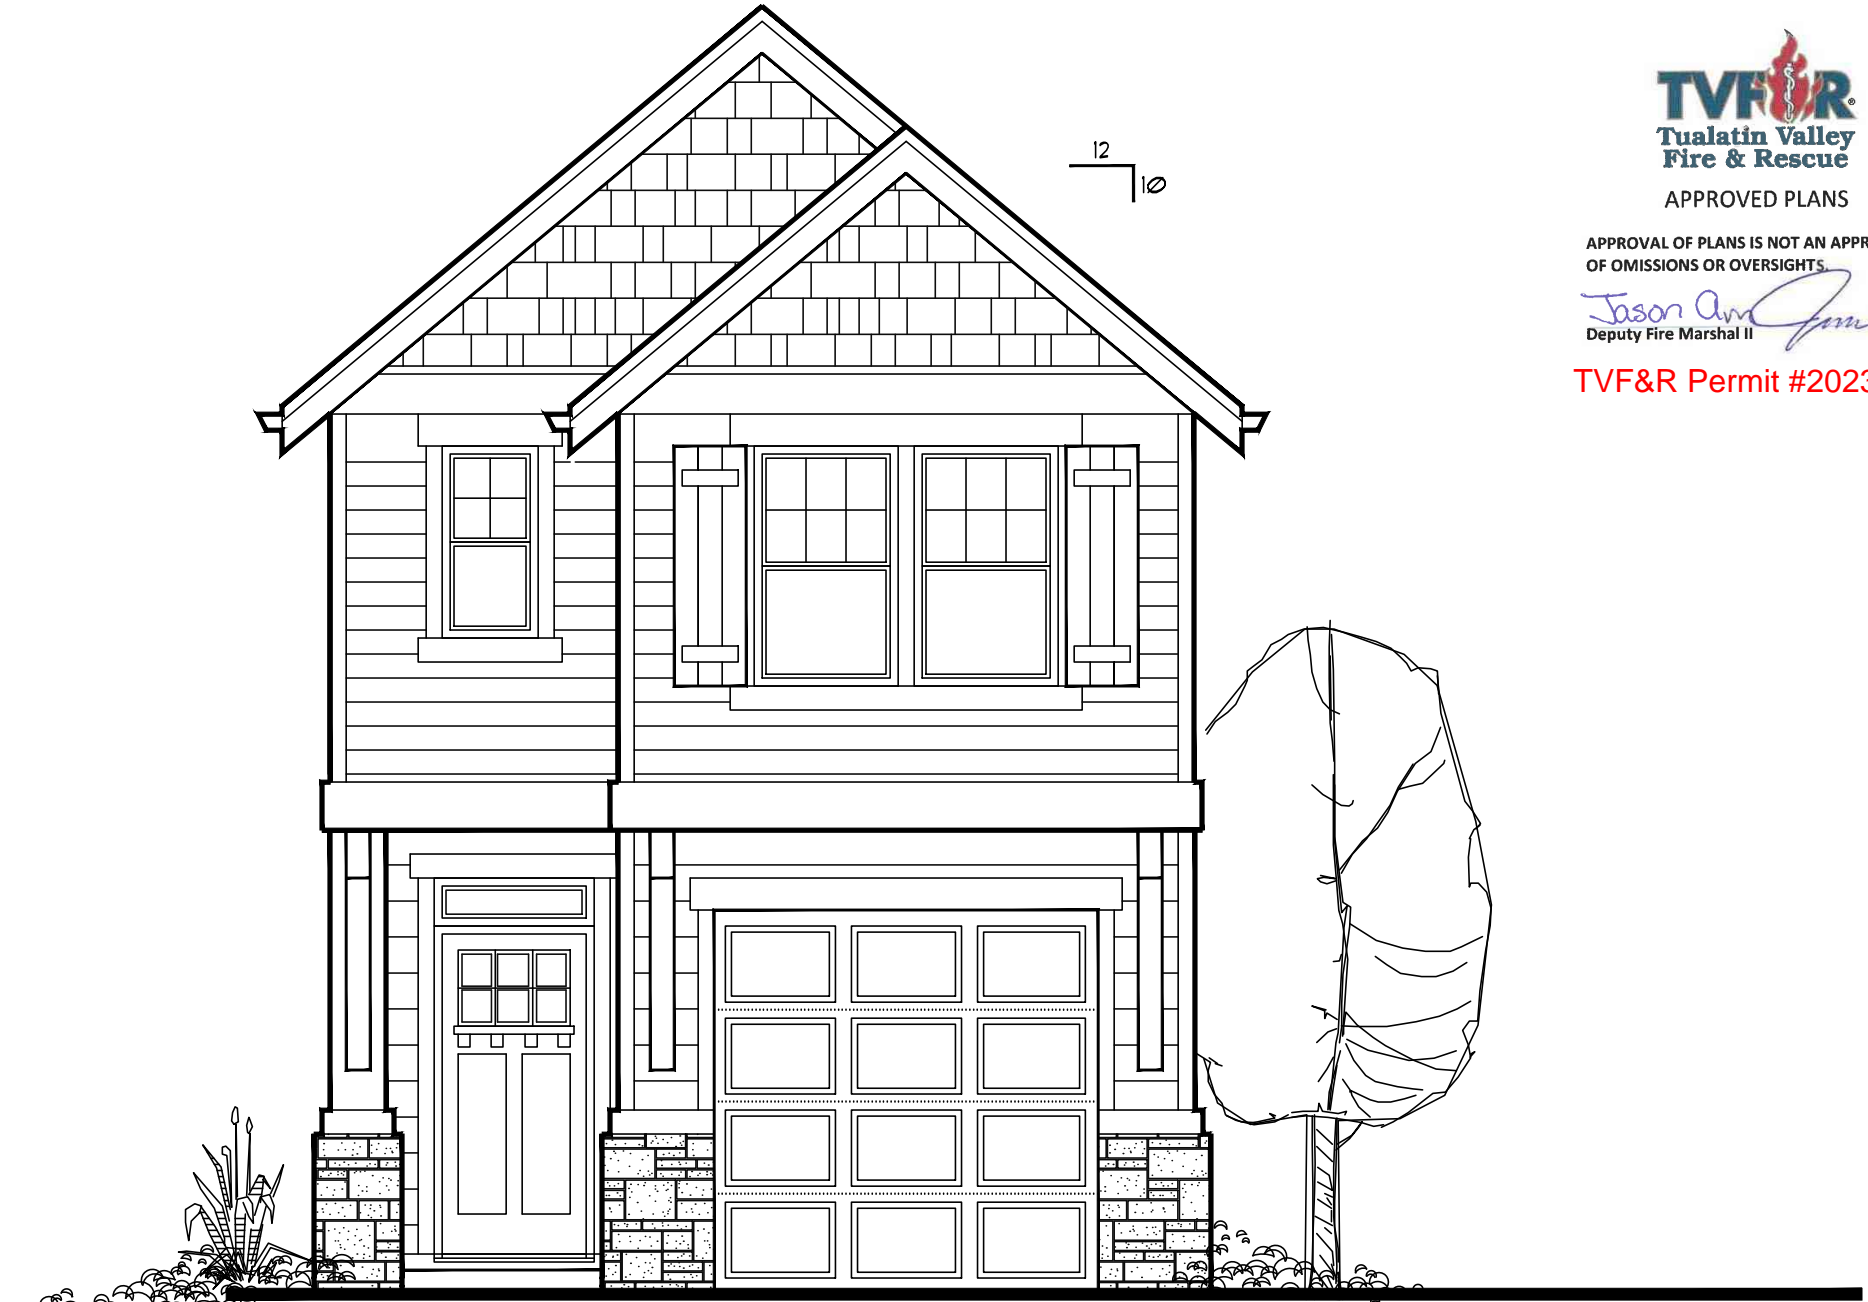 12
10
TVF&R®
Tualatin Valley
Fire & Rescue
APPROVED PLANS
APPROVAL OF PLANS IS NOT AN APPR
OF OMISSIONS OR OVERSIGHTS.
Jason
Deputy Fire Marshal II
TVF&R Permit #2023